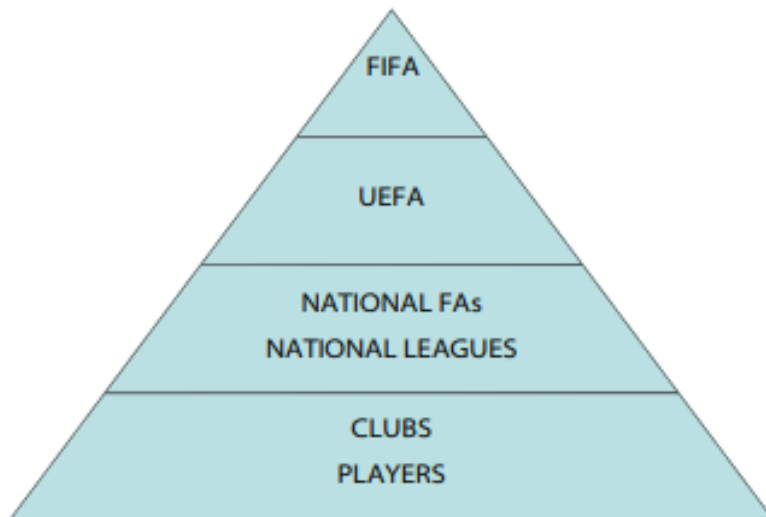 FIFA
UEFA
NATIONAL FAs
NATIONAL LEAGUES
CLUBS
PLAYERS